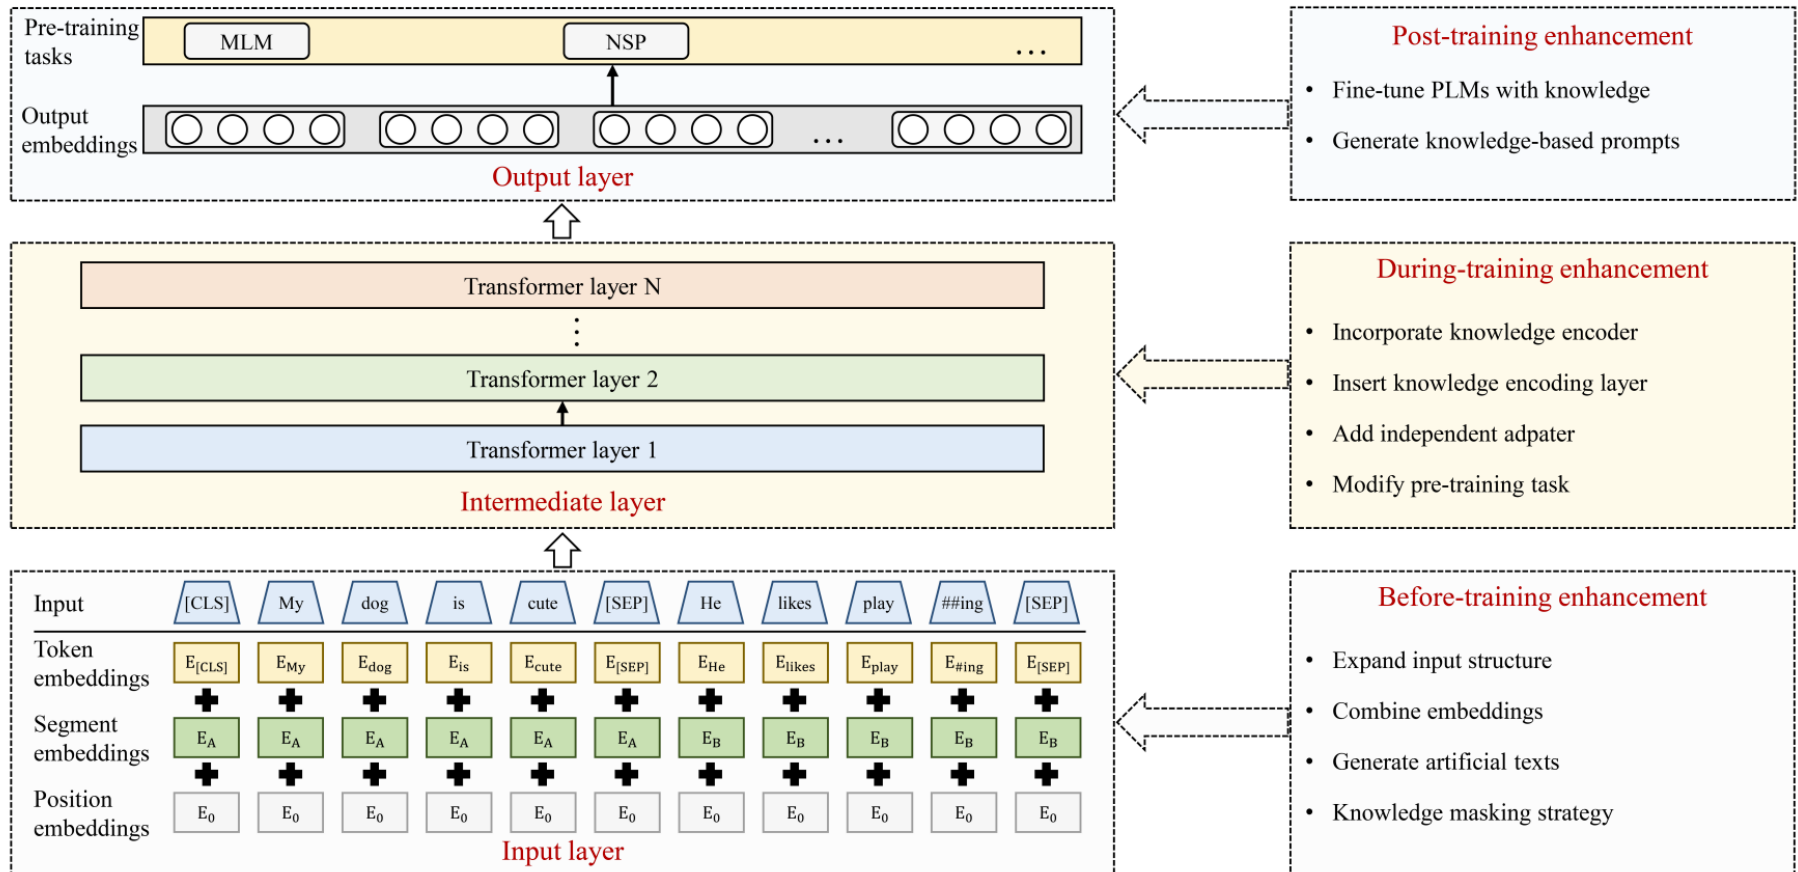 Pre-training
tasks
MLM
NSP
...
Output
embeddings
...
Output layer
Post-training enhancement
• Fine-tune PLMs with knowledge
• Generate knowledge-based prompts
Transformer layer N
⋮
Transformer layer 2
Transformer layer 1
Intermediate layer
During-training enhancement
• Incorporate knowledge encoder
• Insert knowledge encoding layer
• Add independent adpater
• Modify pre-training task
Input
[CLS] My dog is cute [SEP] He likes play ##ing [SEP]
Token
embeddings
E[CLS] EMy Edog Eis Ecute E[SEP] EHe Elikes Eplay E#ing E[SEP]
Segment
embeddings
EA EA EA EA EA EA EB EB EB EB EB
Position
embeddings
E0 E0 E0 E0 E0 E0 E0 E0 E0 E0 E0
Input layer
Before-training enhancement
• Expand input structure
• Combine embeddings
• Generate artificial texts
• Knowledge masking strategy